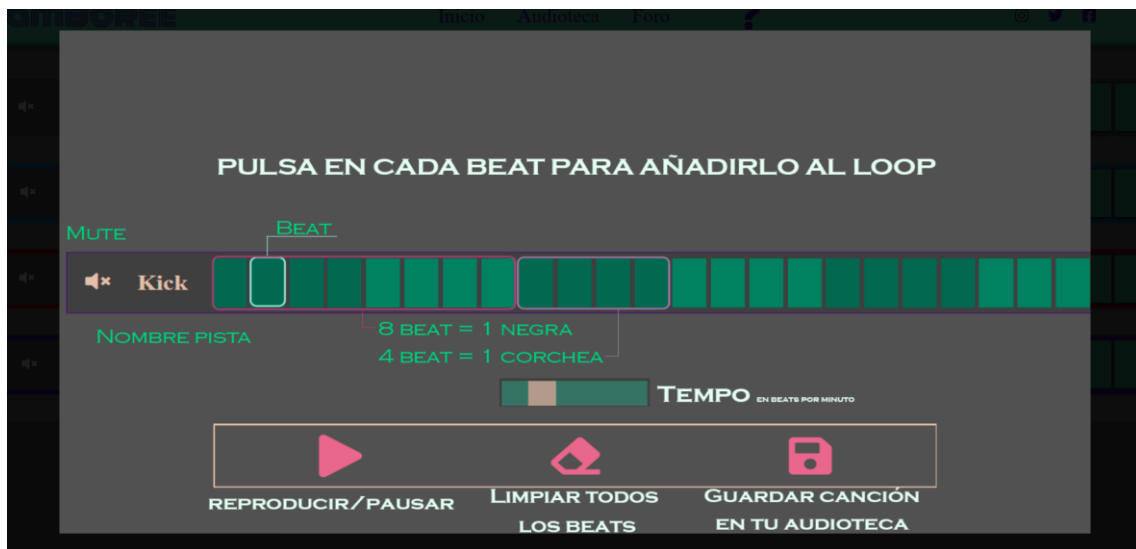 Inicio Audioteca Foro ?
PULSA EN CADA BEAT PARA AÑADIRLO AL LOOP
MUTE
BEAT
Kick
NOMBRE PISTA
8 BEAT = 1 NEGRA
4 BEAT = 1 CORCHEA
TEMPO EN BEATS POR MINUTO
REPRODUCIR/PAUSAR
LIMPIAR TODOS
LOS BEATS
GUARDAR CANCIÓN
EN TU AUDIOTECA